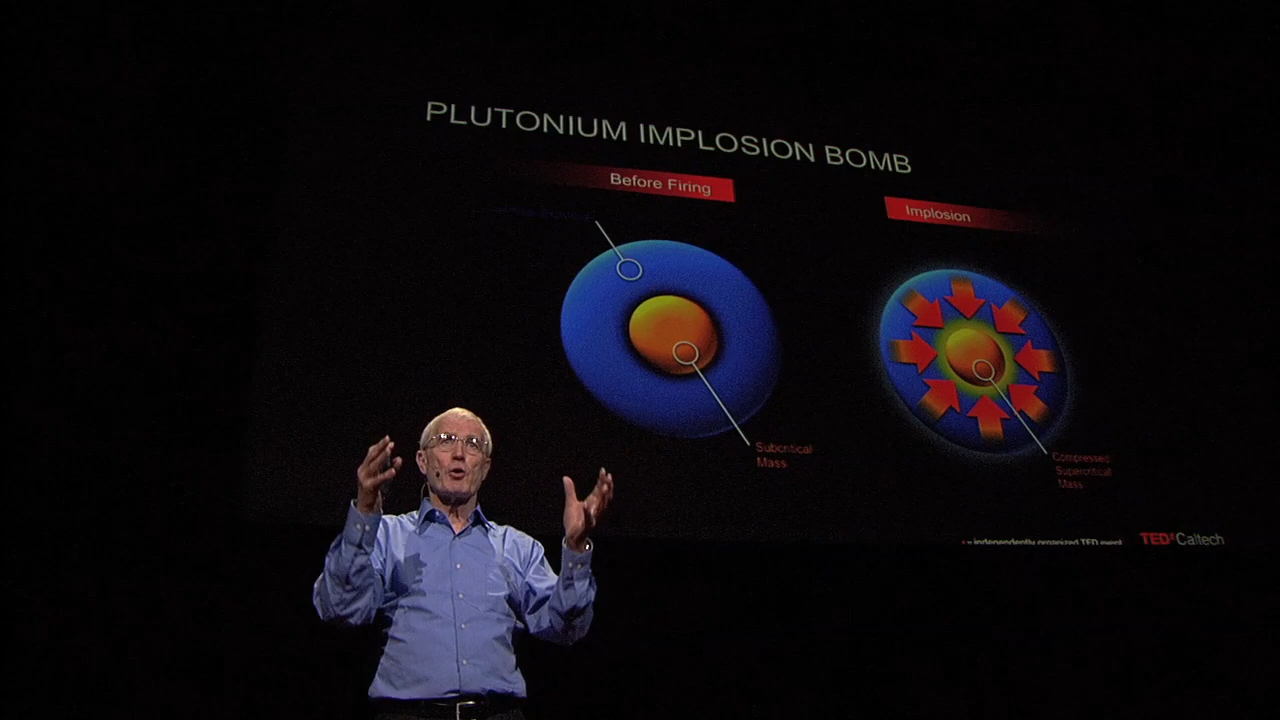 PLUTONIUM IMPLOSION BOMB
Before Firing
Implosion
Subcritical
Mass
Compressed
Supercritical
Mass
independently organized TED event
TEDxCaltech